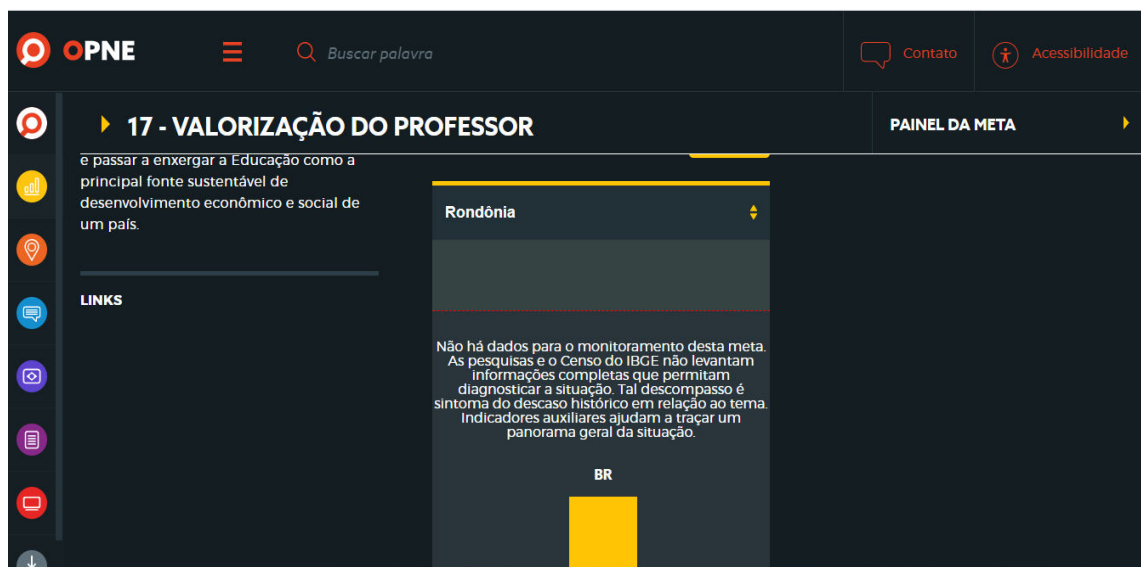 OPNE
Buscar palavra
Contato
Acessibilidade
17 - VALORIZAÇÃO DO PROFESSOR
PAINEL DA META
e passar a enxergar a Educação como a
principal fonte sustentável de
desenvolvimento econômico e social de
um país.
LINKS
Rondônia
Não há dados para o monitoramento desta meta.
As pesquisas e o Censo do IBGE não levantam
informações completas que permitam
diagnosticar a situação. Tal descompasso é
sintoma do descaso histórico em relação ao tema.
Indicadores auxiliares ajudam a traçar um
panorama geral da situação.
BR